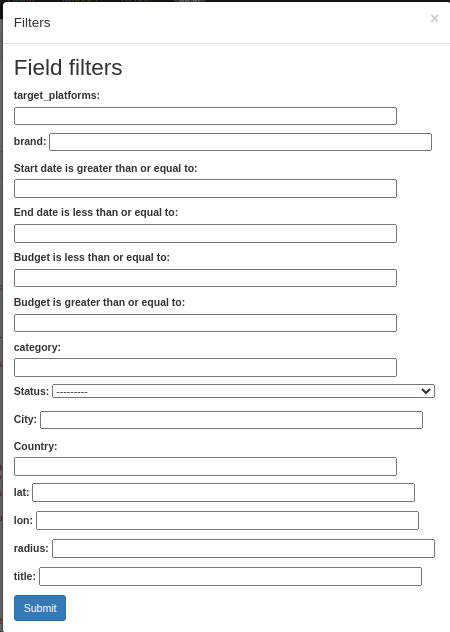 Filters ×
Field filters
target_platforms:
brand:
Start date is greater than or equal to:
End date is less than or equal to:
Budget is less than or equal to:
Budget is greater than or equal to:
category:
Status: ---------
City:
Country:
lat:
lon:
radius:
title:
Submit